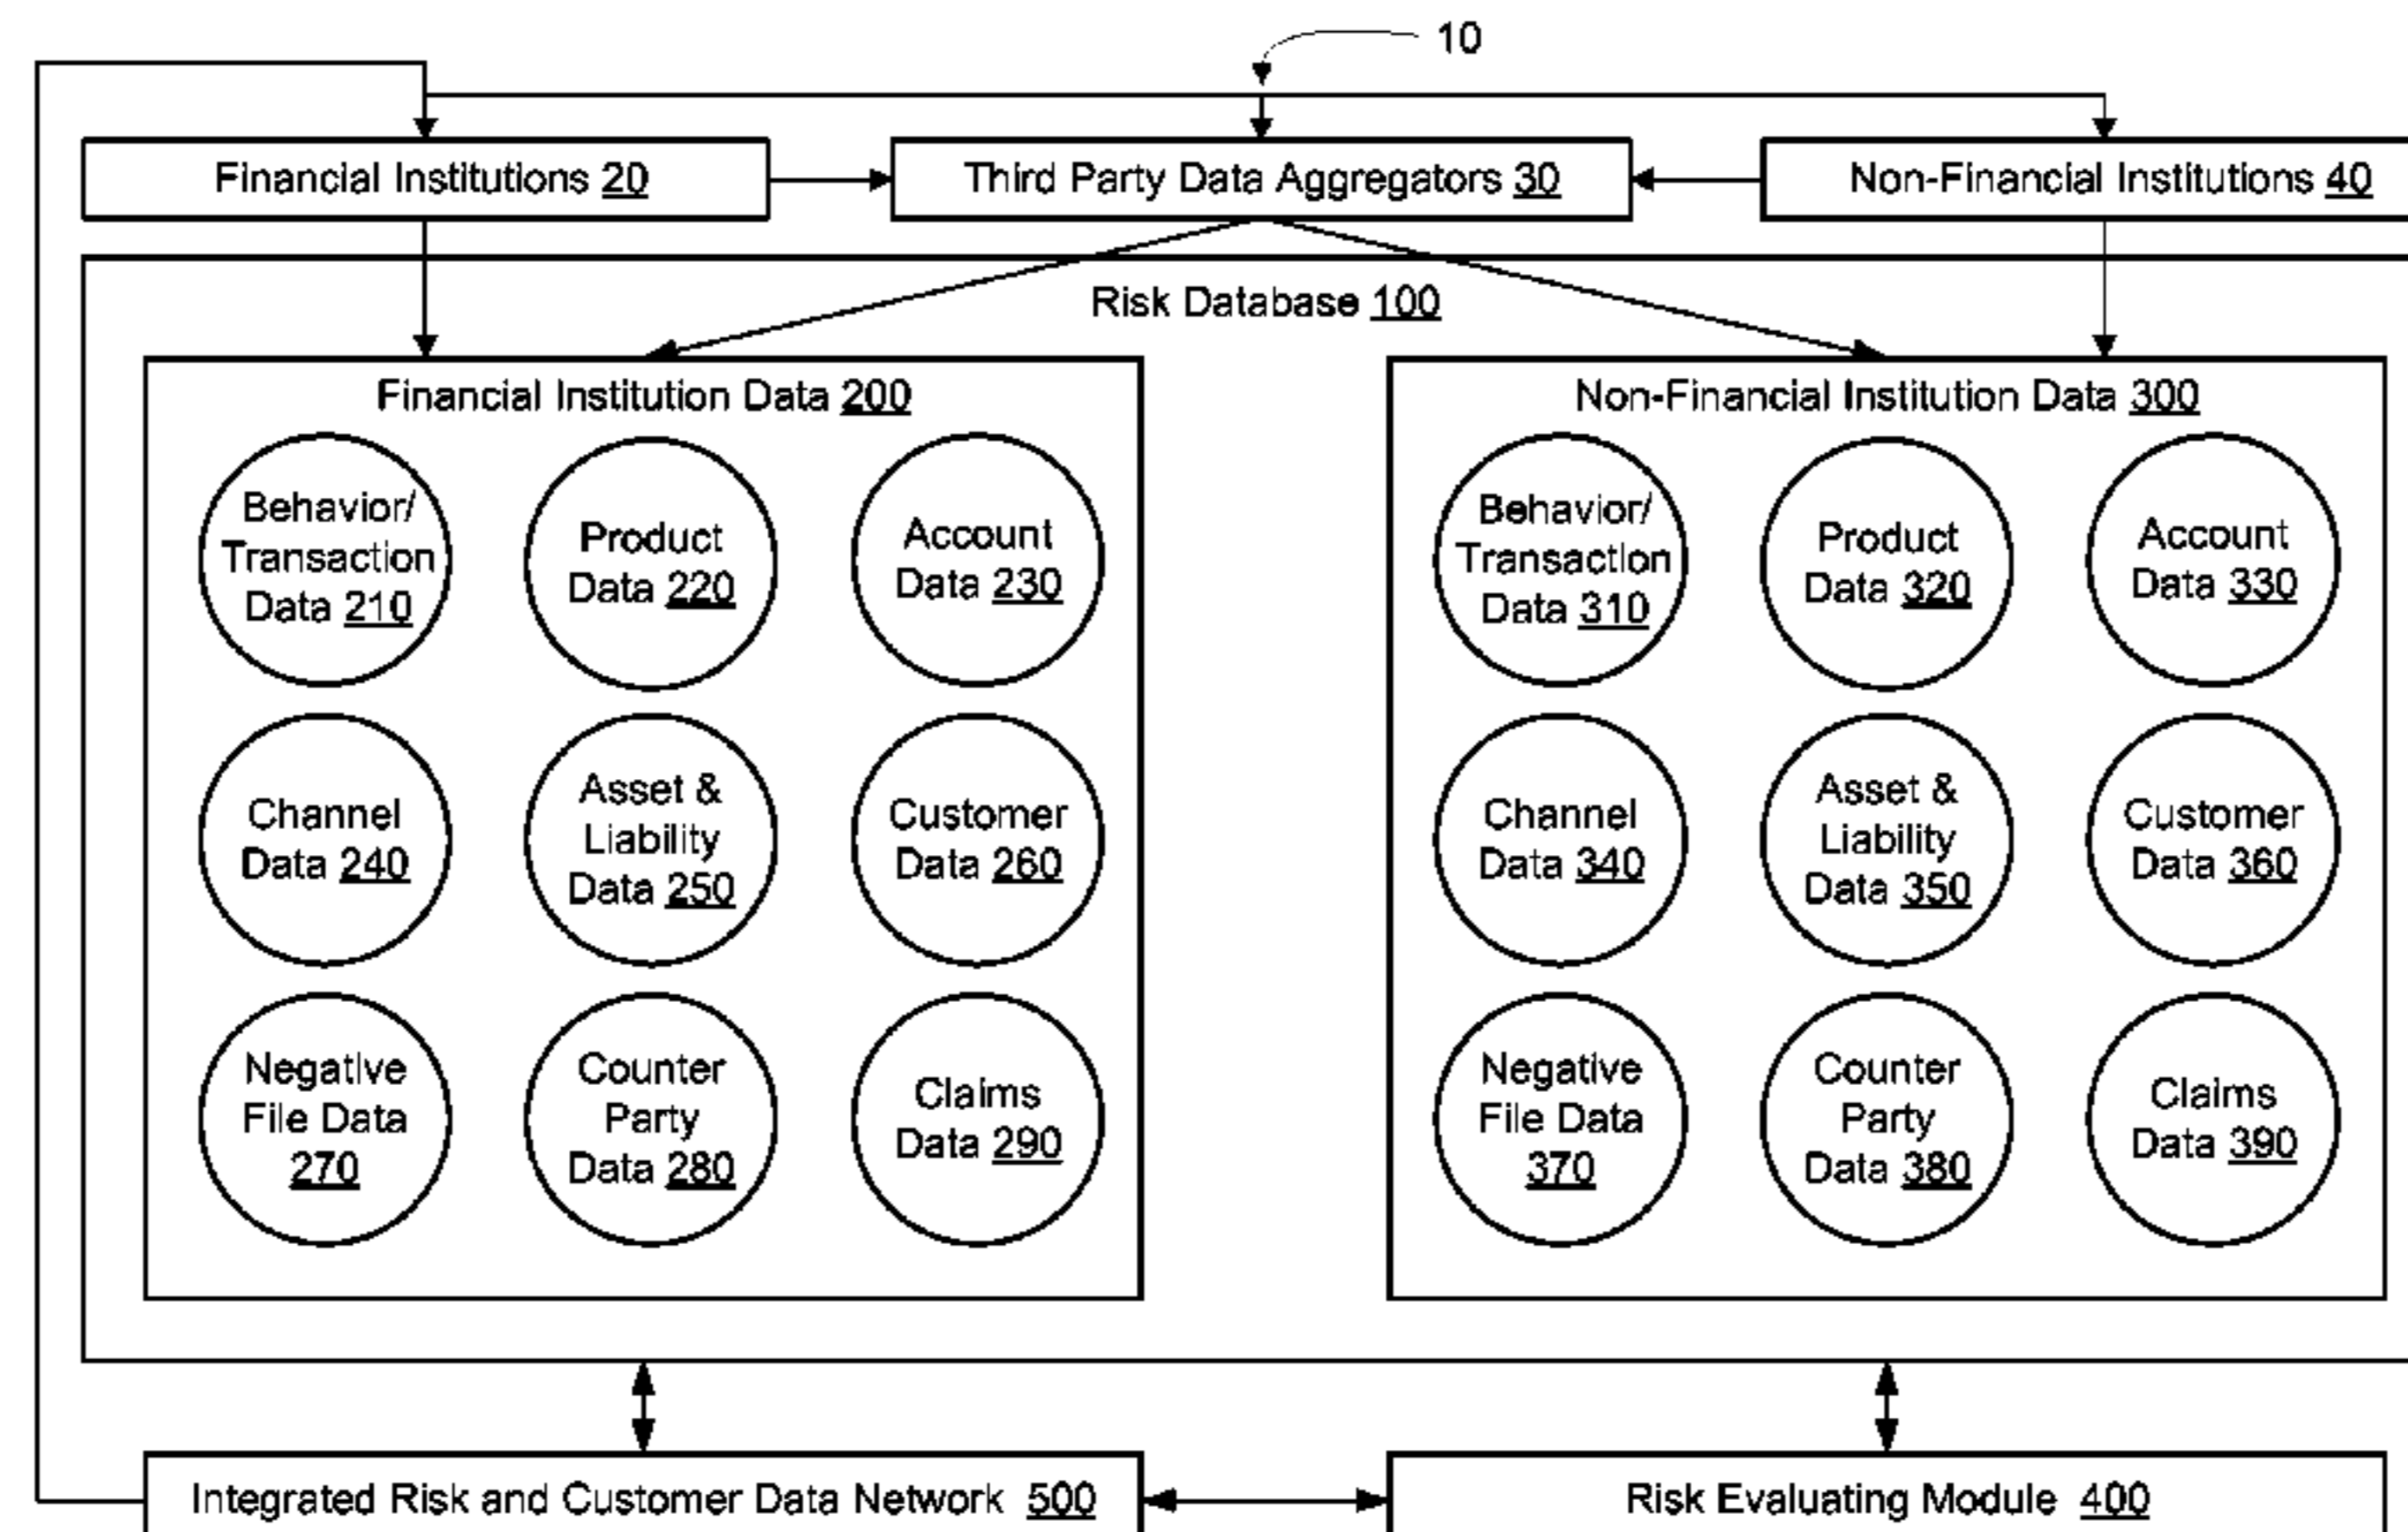 10
Financial Institutions 20
Third Party Data Aggregators 30
Non-Financial Institutions 40
Risk Database 100
Financial Institution Data 200
Behavior/
Transaction
Data 210
Product
Data 220
Account
Data 230
Channel
Data 240
Asset &
Liability
Data 250
Customer
Data 260
Negative
File Data
270
Counter
Party
Data 280
Claims
Data 290
Non-Financial Institution Data 300
Behavior/
Transaction
Data 310
Product
Data 320
Account
Data 330
Channel
Data 340
Asset &
Liability
Data 350
Customer
Data 360
Negative
File Data
370
Counter
Party
Data 380
Claims
Data 390
Integrated Risk and Customer Data Network 500
Risk Evaluating Module 400